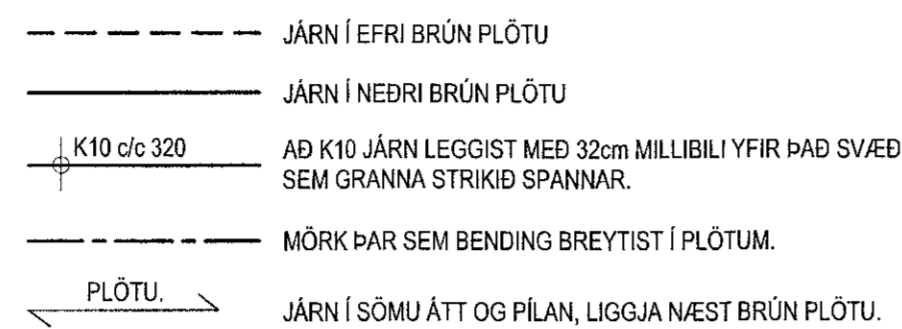 JÁRN Í EFRI BRÚN PLÖTU
JÁRN Í NEÐRI BRÚN PLÖTU
K10 c/c 320
AÐ K10 JÁRN LEGGIST MEÐ 32cm MILLIBILI YFIR ÞAÐ SVÆÐ
SEM GRANNA STRIKIÐ SPANNAR.
MÖRK ÞAR SEM BENDING BREYTIST Í PLÖTUM.
PLÖTU.
JÁRN Í SÖMU ÁTT OG PÍLAN, LIGGJA NÆST BRÚN PLÖTU.